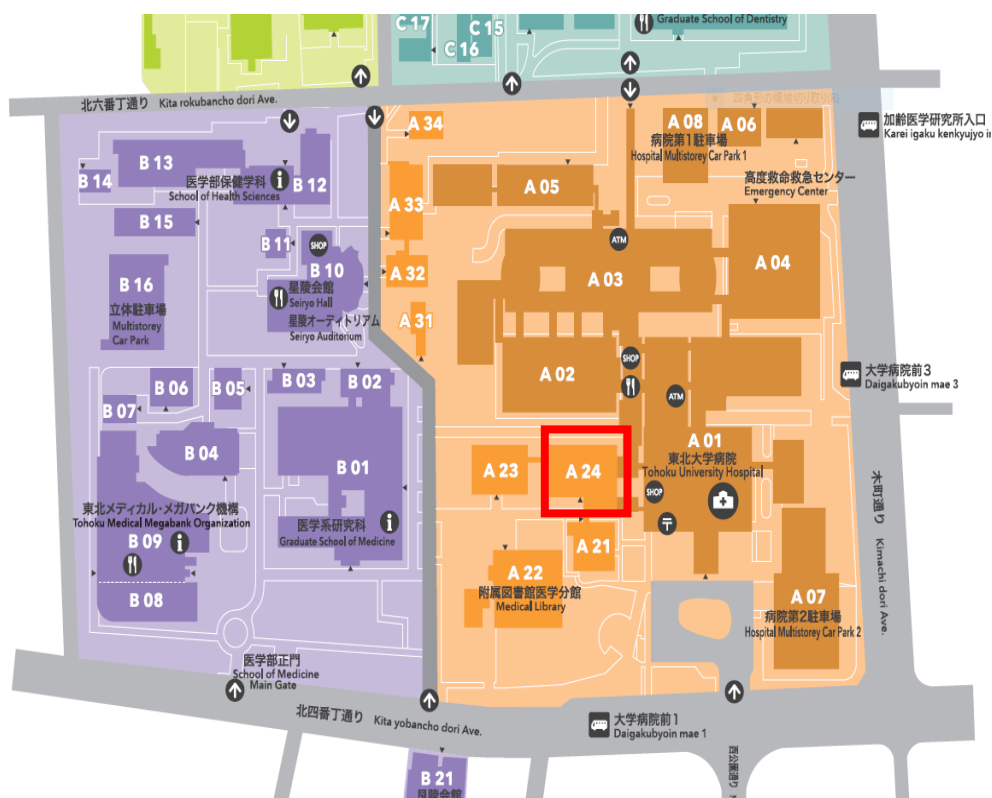 C 17
C 15
C 16
Graduate School of Dentistry
北六番丁通り Kita rokubancho dori Ave.
A 34
A 08
A 06
病院第1駐車場
Hospital Multistorey Car Park 1
加齢医学研究所入口
Karei igaku kenkyujyo
B 13
B 14
B 12
医学部保健学科
School of Health Sciences
A 05
高度救命救急センター
Emergency Center
B 15
A 33
B 11
SHOP
B 10
ATM
A 03
A 04
A 32
B 16
星陵会館
Seiryo Hall
立体駐車場
Multistorey
Car Park
星陵オーディトリアム
Seiryo Auditorium
A 31
SHOP
B 06
B 05
B 03
B 02
A 02
ATM
大学病院前3
Daigakubyoin mae 3
B 07
B 04
B 01
A 23
A 24
A 01
東北大学病院
Tohoku University Hospital
SHOP
〒
木町通り Kimachi dori Ave.
東北メディカル・メガバンク機構
Tohoku Medical Megabank Organization
B 09
医学系研究科
Graduate School of Medicine
A 21
A 22
附属図書館医学分館
Medical Library
B 08
A 07
病院第2駐車場
Hospital Multistorey Car Park 2
医学部正門
School of Medicine
Main Gate
北四番丁通り Kita yobancho dori Ave.
大学病院前1
Daigakubyoin mae 1
西公園通り
B 21
星陵会館